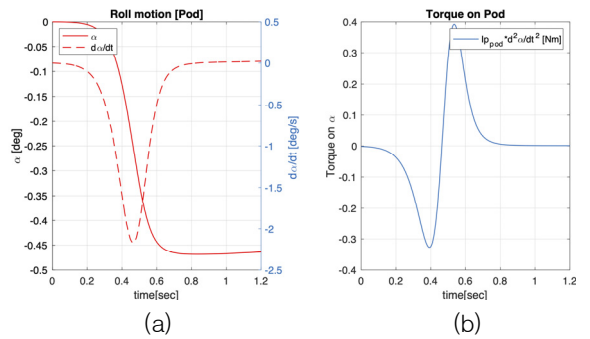 Roll motion [Pod]
α
dα/dt
0
-0.05
-0.1
-0.15
-0.2
-0.25
-0.3
-0.35
-0.4
-0.45
-0.5
α [deg]
0.5
0
-0.5
-1
-1.5
-2
-2.5
dα/dt [deg/s]
0 0.2 0.4 0.6 0.8 1 1.2
time[sec]
(a)
Torque on Pod
Ip_pod *d²α/dt² [Nm]
0.4
0.3
0.2
0.1
0
-0.1
-0.2
-0.3
-0.4
Torque on α
0 0.2 0.4 0.6 0.8 1 1.2
time[sec]
(b)